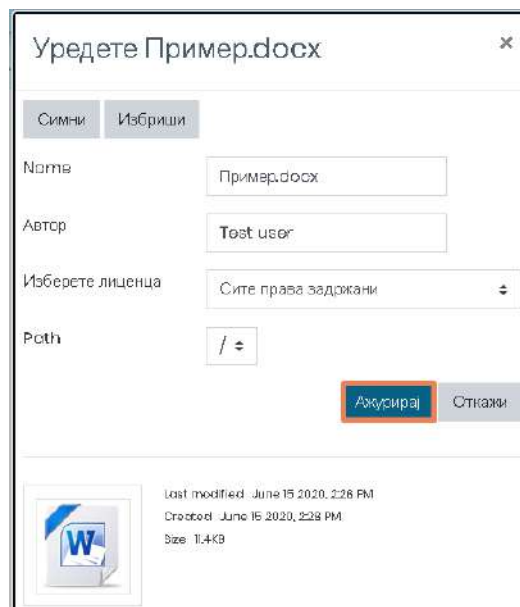 Уредете Пример.docx ×
Симни Избриши
Name Пример.docx
Автор Test user
Изберете лиценца Сите права задржани
Path /
Ажурирај Откажи
Last modified June 15 2020, 2:26 PM
Created June 15 2020, 2:28 PM
Size 11.4KB
W